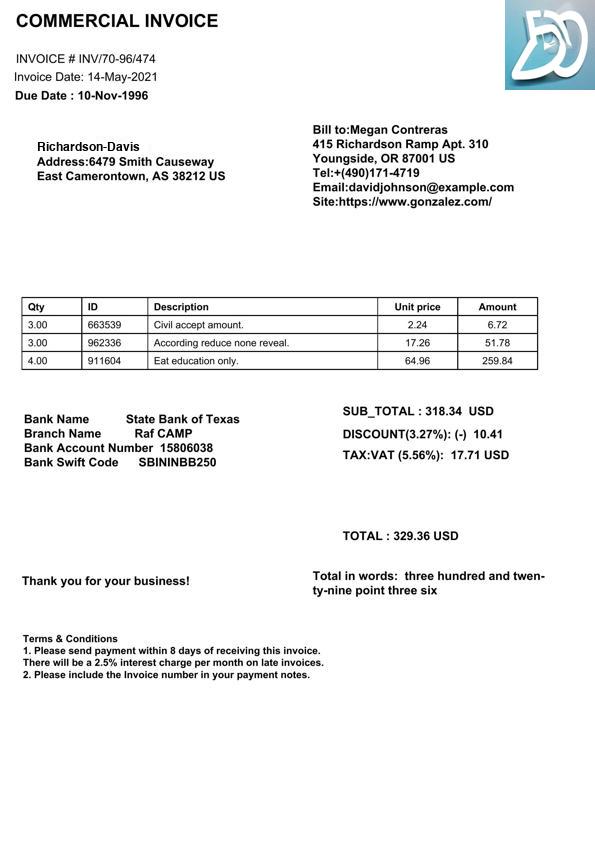 COMMERCIAL INVOICE
INVOICE # INV/70-96/474
Invoice Date: 14-May-2021
Due Date : 10-Nov-1996
Richardson-Davis
Address:6479 Smith Causeway
East Camerontown, AS 38212 US
Bill to:Megan Contreras
415 Richardson Ramp Apt. 310
Youngside, OR 87001 US
Tel:+(490)171-4719
Email:davidjohnson@example.com
Site:https://www.gonzalez.com/
Qty ID Description Unit price Amount
3.00 663539 Civil accept amount. 2.24 6.72
3.00 962336 According reduce none reveal. 17.26 51.78
4.00 911604 Eat education only. 64.96 259.84
Bank Name State Bank of Texas
Branch Name Raf CAMP
Bank Account Number 15806038
Bank Swift Code SBININBB250
SUB_TOTAL : 318.34 USD
DISCOUNT(3.27%): (-) 10.41
TAX:VAT (5.56%): 17.71 USD
TOTAL : 329.36 USD
Thank you for your business!
Total in words: three hundred and twen-
ty-nine point three six
Terms & Conditions
1. Please send payment within 8 days of receiving this invoice.
There will be a 2.5% interest charge per month on late invoices.
2. Please include the Invoice number in your payment notes.